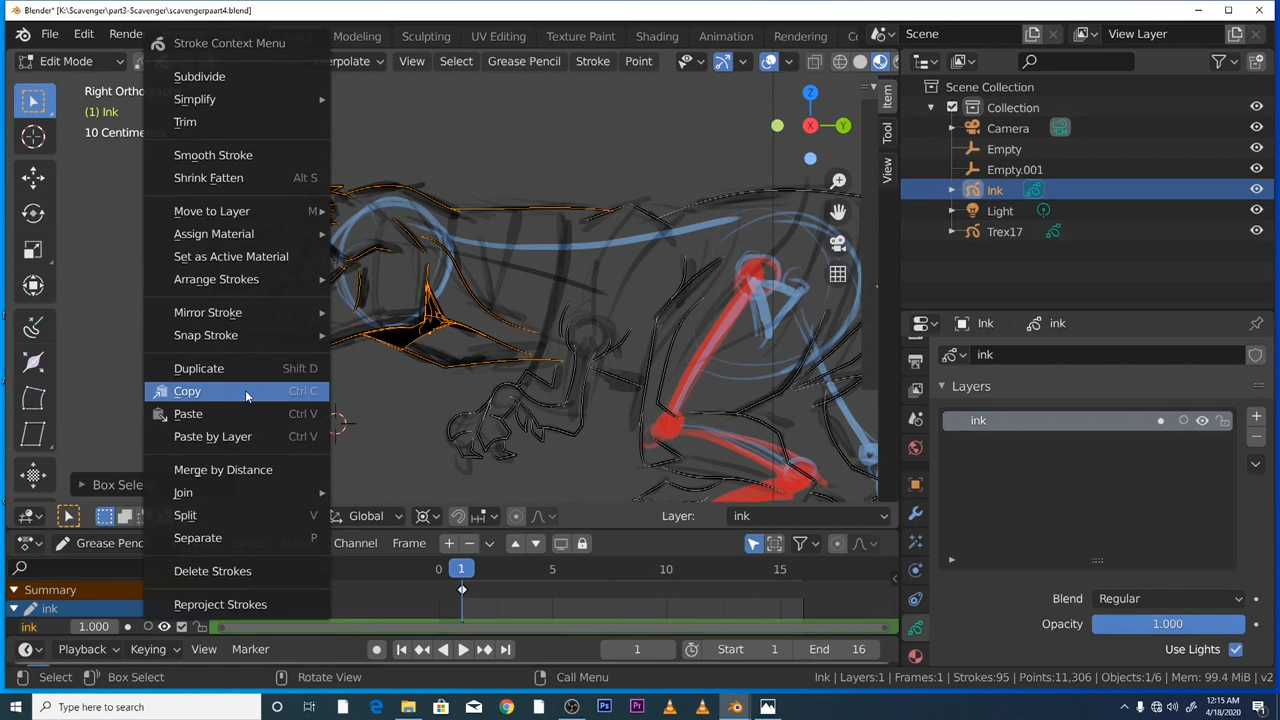 Blender* [K:\Scavenger\part3-Scavenger\scavengerpaart4.blend]
File Edit Rende Modeling Sculpting UV Editing Texture Paint Shading Animation Rendering Scene View Layer
Edit Mode nterpolate View Select Grease Pencil Stroke Point
Stroke Context Menu
Subdivide
Simplify
Trim
Smooth Stroke
Shrink Fatten Alt S
Move to Layer M
Assign Material
Set as Active Material
Arrange Strokes
Mirror Stroke
Snap Stroke
Duplicate Shift D
Copy Ctrl C
Paste Ctrl V
Paste by Layer Ctrl V
Merge by Distance
Join
Split V
Separate P
Delete Strokes
Reproject Strokes
Right Ortho
(1) Ink
10 Centime
Z
X
Y
Item
Tool
View
Box Sele
Global Layer: ink
Scene Collection
Collection
Camera
Empty
Empty.001
Ink
Light
Trex17
Ink ink
ink
Layers
ink
Blend Regular
Opacity 1.000
Use Lights
Grease Penc Channel Frame
0 1 5 10 15
Summary
ink
ink 1.000
Playback Keying View Marker 1 Start 1 End 16
Select Box Select Rotate View Call Menu Ink | Layers:1 | Frames:1 | Strokes:95 | Points:11,306 | Objects:1/6 | Mem: 99.4 MiB | v2
Type here to search
12:15 AM
4/18/2020